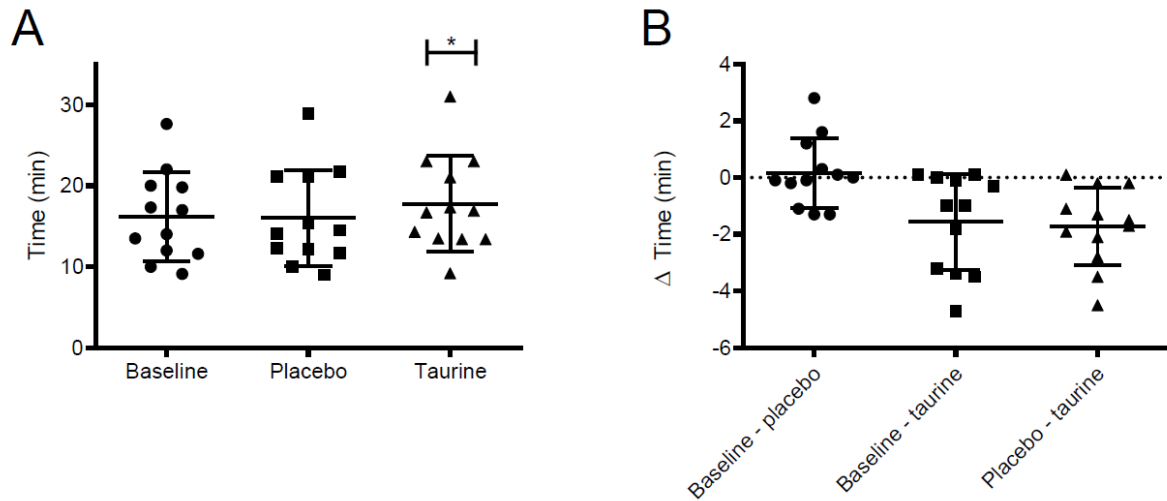 A
Time (min)
30
20
10
0
*
Baseline
Placebo
Taurine
B
Δ Time (min)
4
2
0
-2
-4
-6
Baseline - placebo
Baseline - taurine
Placebo - taurine